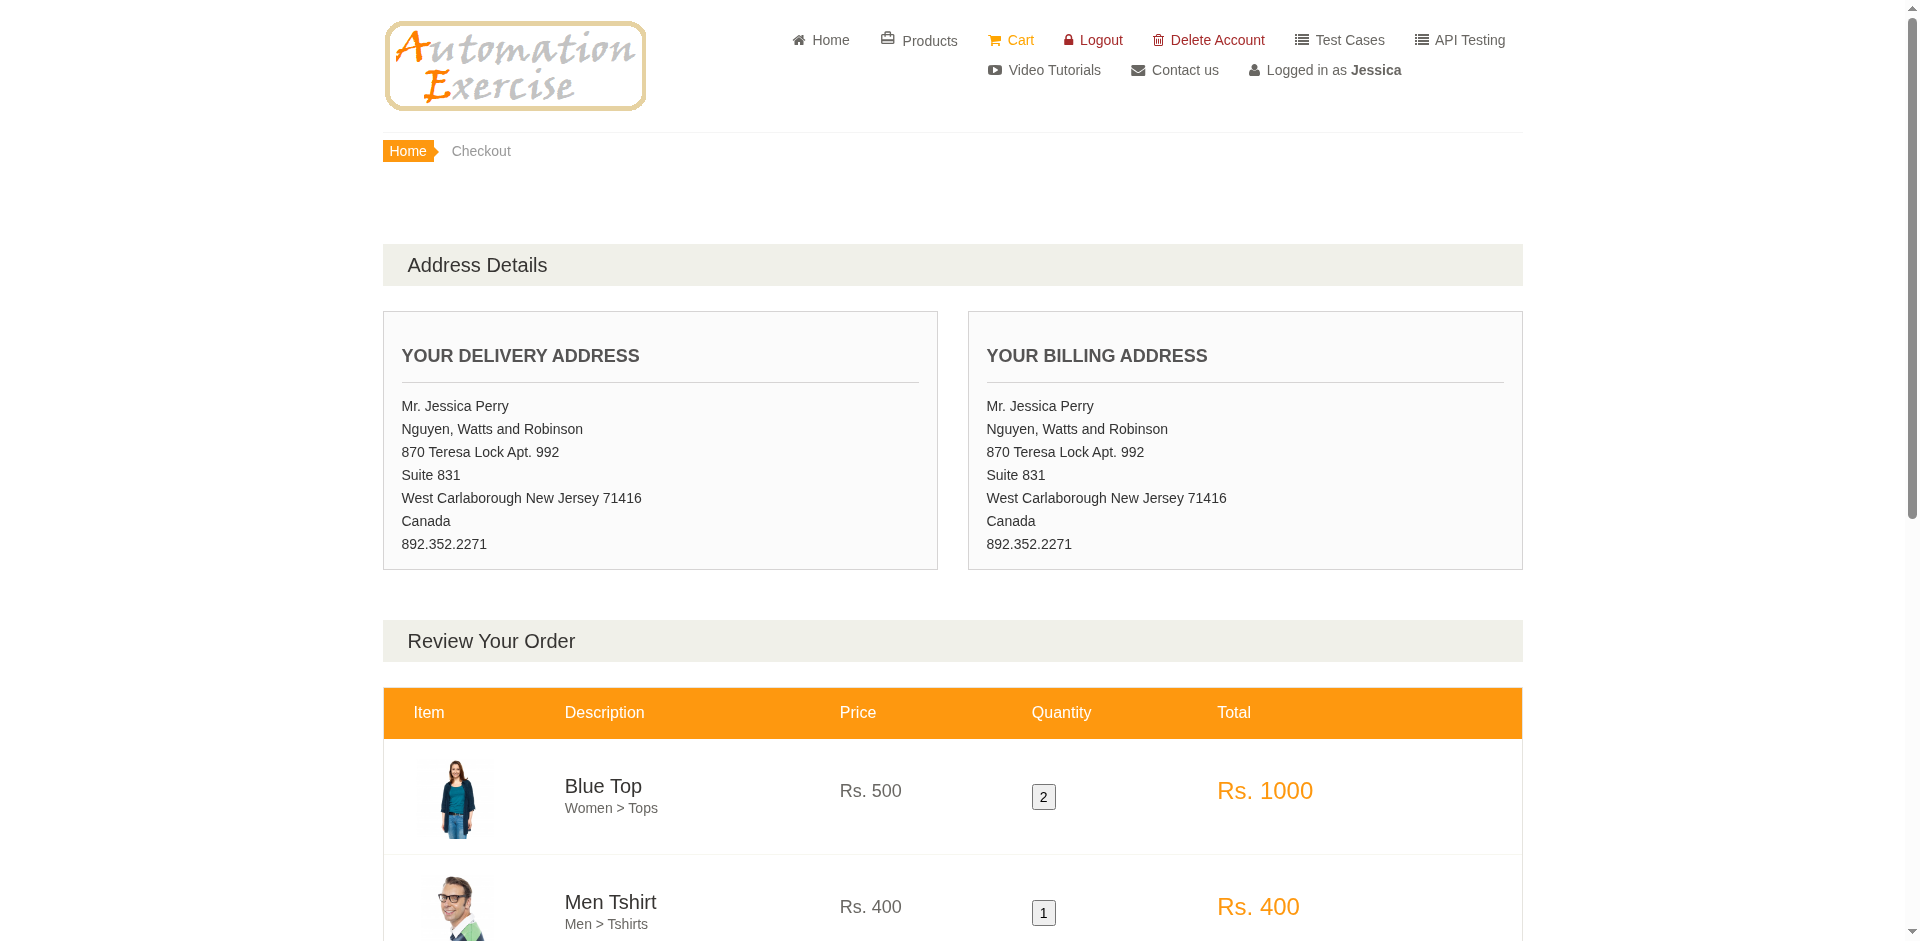 Automation
Exercise
Home
Products
Cart
Logout
Delete Account
Test Cases
API Testing
Video Tutorials
Contact us
Logged in as Jessica
Home
Checkout
Address Details
YOUR DELIVERY ADDRESS
Mr. Jessica Perry
Nguyen, Watts and Robinson
870 Teresa Lock Apt. 992
Suite 831
West Carlaborough New Jersey 71416
Canada
892.352.2271
YOUR BILLING ADDRESS
Mr. Jessica Perry
Nguyen, Watts and Robinson
870 Teresa Lock Apt. 992
Suite 831
West Carlaborough New Jersey 71416
Canada
892.352.2271
Review Your Order
Item Description Price Quantity Total
Blue Top
Women > Tops
Rs. 500
2
Rs. 1000
Men Tshirt
Men > Tshirts
Rs. 400
1
Rs. 400